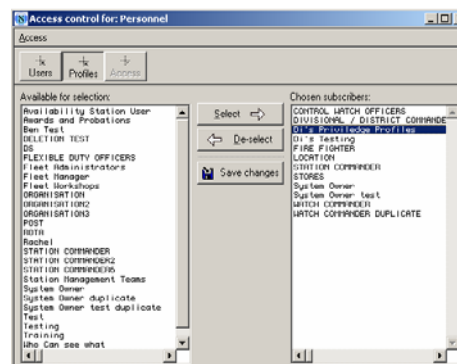 Access control for: Personnel
Access
Users Profiles Access
Available for selection:
Availability Station User
Awards and Probations
Ben Test
DELETION TEST
DS
FLEXIBLE DUTY OFFICERS
Fleet Administrators
Fleet Manager
Fleet Workshops
ORGANISATION
ORGANISATION2
ORGANISATION3
POST
ROTA
Rachel
STATION COMMANDER
STATION COMMANDER2
STATION COMMANDER6
Station Management Teams
System Owner
System Owner duplicate
System Owner test duplicate
Test
Testing
Training
Who Can see what
Select
De-select
Save changes
Chosen subscribers:
CONTROL WATCH OFFICERS
DIVISIONAL / DISTRICT COMMANDE
Di's Priviledge Profiles
Di's Testing
FIRE FIGHTER
LOCATION
STATION COMMANDER
STORES
System Owner
System Owner test
WATCH COMMANDER
WATCH COMMANDER DUPLICATE